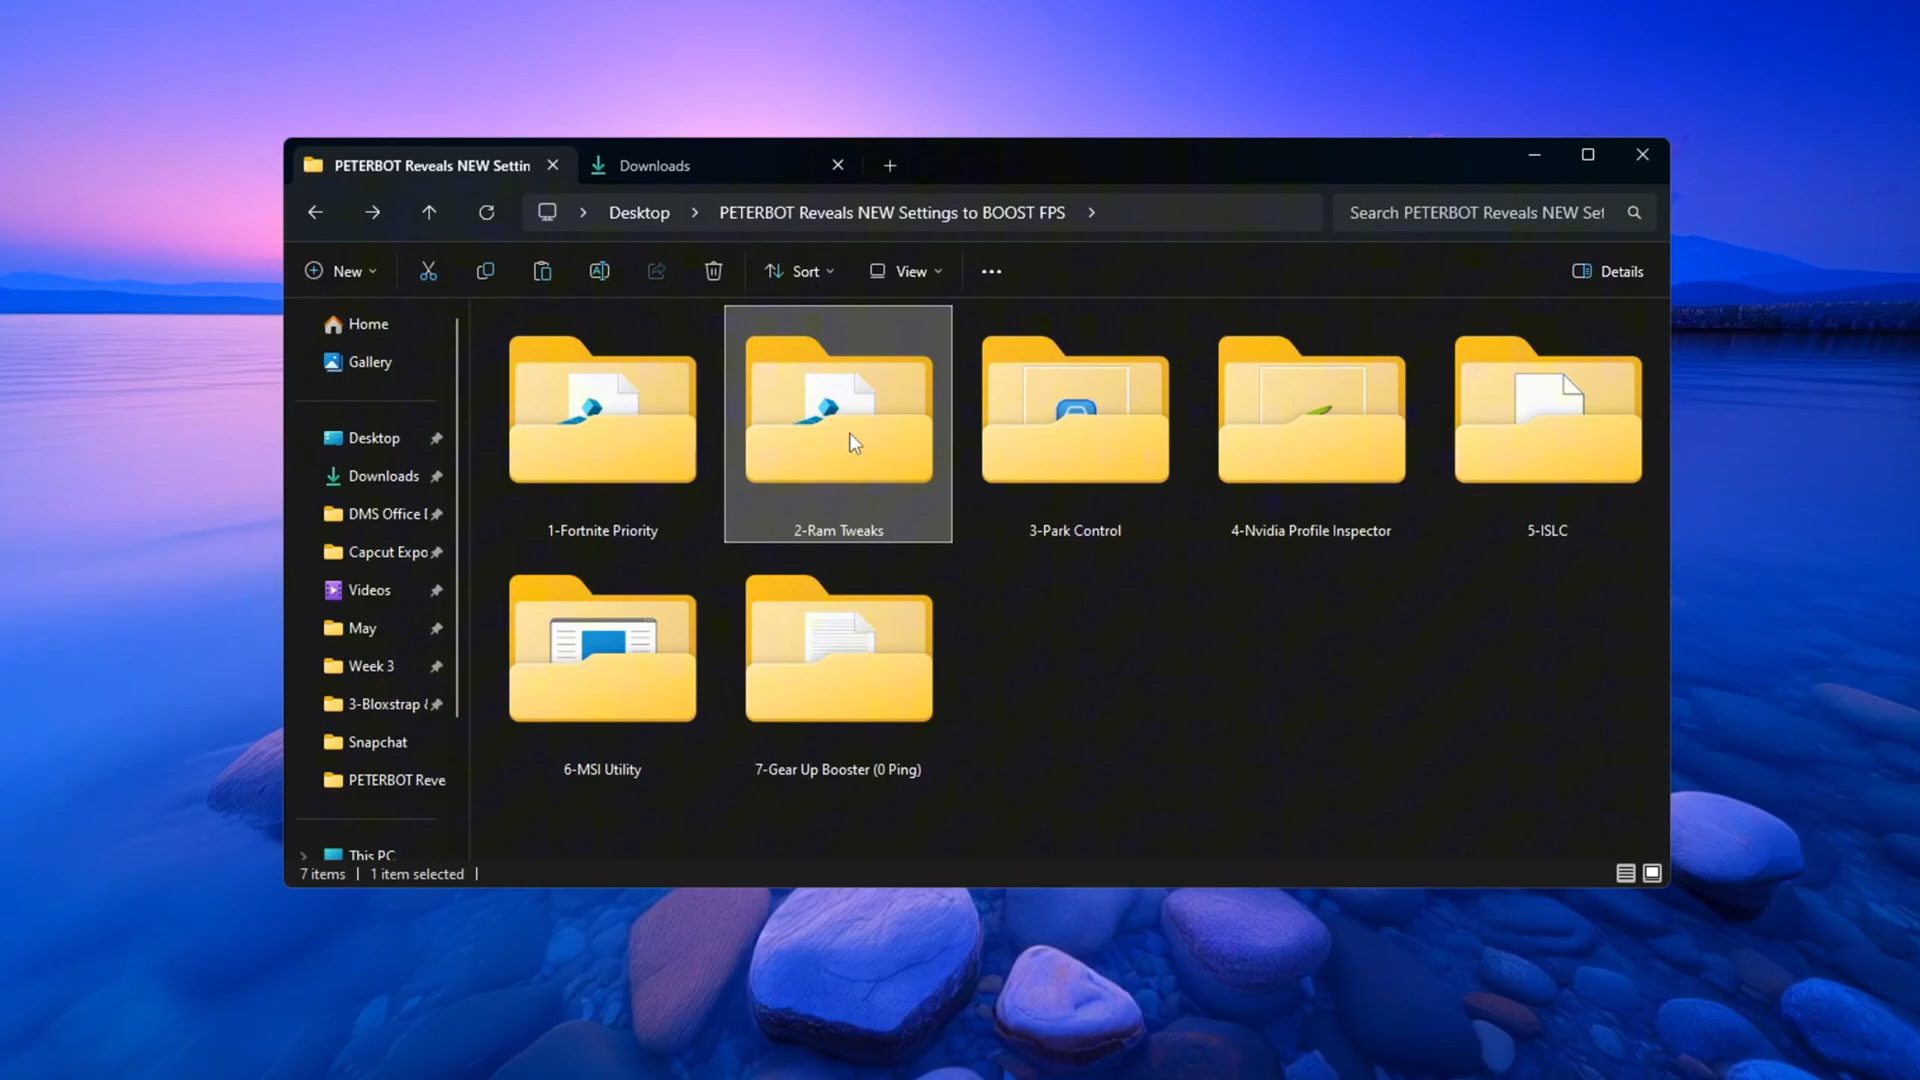 PETERBOT Reveals NEW Settin
Downloads
Desktop
PETERBOT Reveals NEW Settings to BOOST FPS
Search PETERBOT Reveals NEW Set
New
Sort
View
Details
Home
Gallery
Desktop
Downloads
DMS Office [
Capcut Expo
Videos
May
Week 3
3-Bloxstrap &
Snapchat
PETERBOT Reve
This PC
1-Fortnite Priority
2-Ram Tweaks
3-Park Control
4-Nvidia Profile Inspector
5-ISLC
6-MSI Utility
7-Gear Up Booster (0 Ping)
7 items
1 item selected